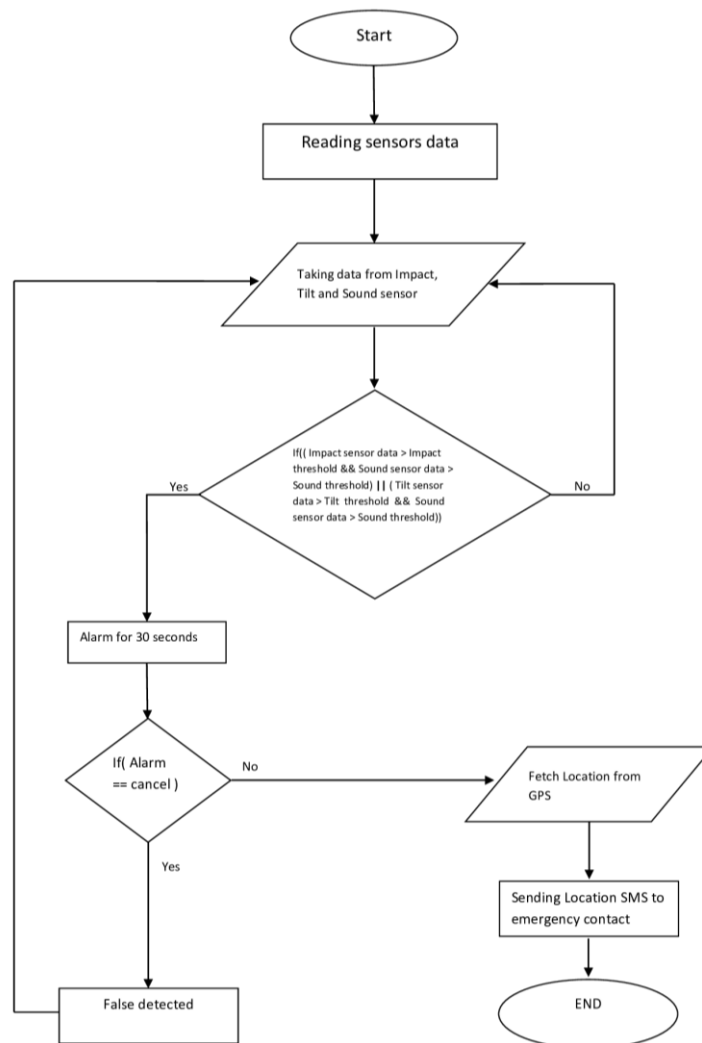 Start
Reading sensors data
Taking data from Impact,
Tilt and Sound sensor
If(( Impact sensor data > Impact
threshold && Sound sensor data >
Sound threshold) || ( Tilt sensor
data > Tilt threshold && Sound
sensor data > Sound threshold))
Yes
No
Alarm for 30 seconds
If( Alarm
== cancel )
No
Yes
Fetch Location from
GPS
Sending Location SMS to
emergency contact
False detected
END